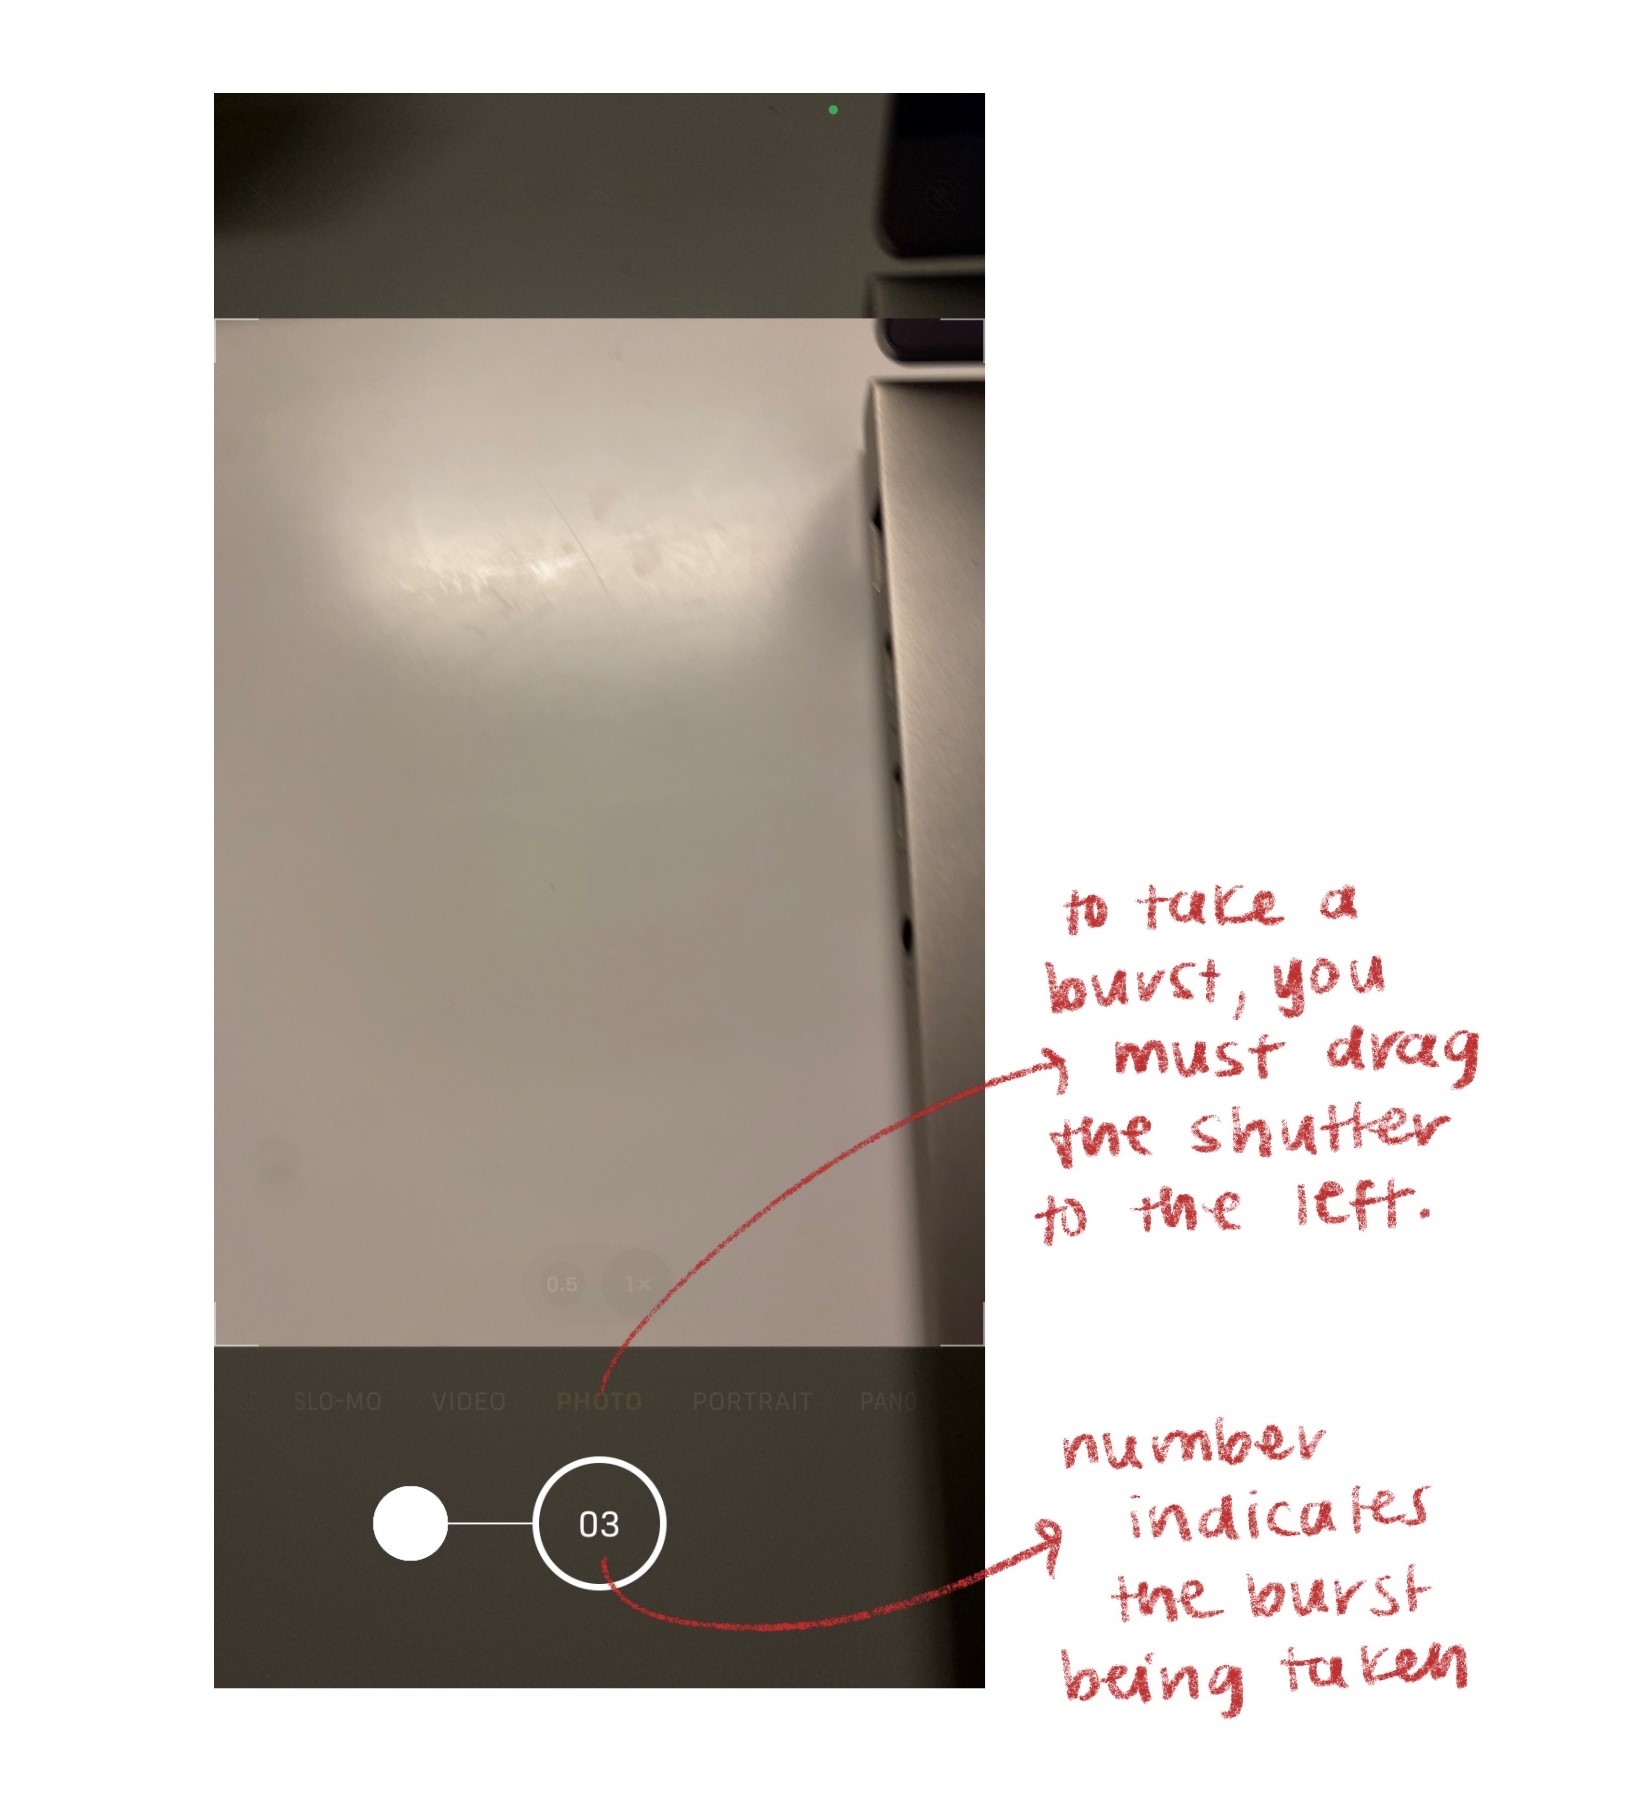 0.5 1×
SLO-MO VIDEO PHOTO PORTRAIT PANO
03
to take a
burst, you
must drag
the shutter
to the left.
number
indicates
the burst
being taken